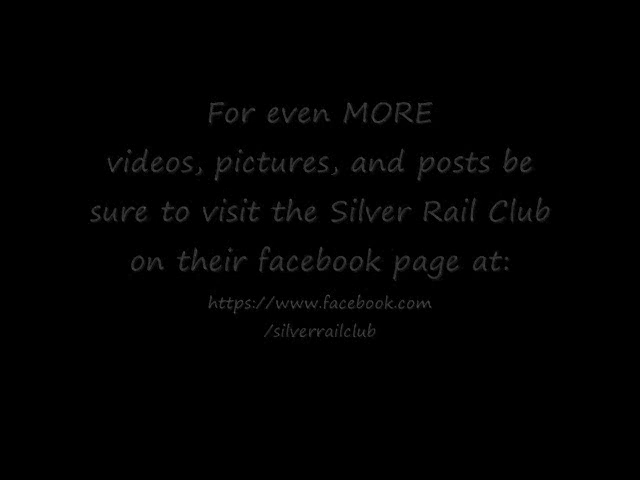 For even MORE
videos, pictures, and posts be
sure to visit the Silver Rail Club
on their facebook page at:
https://www.facebook.com
/silverrailclub